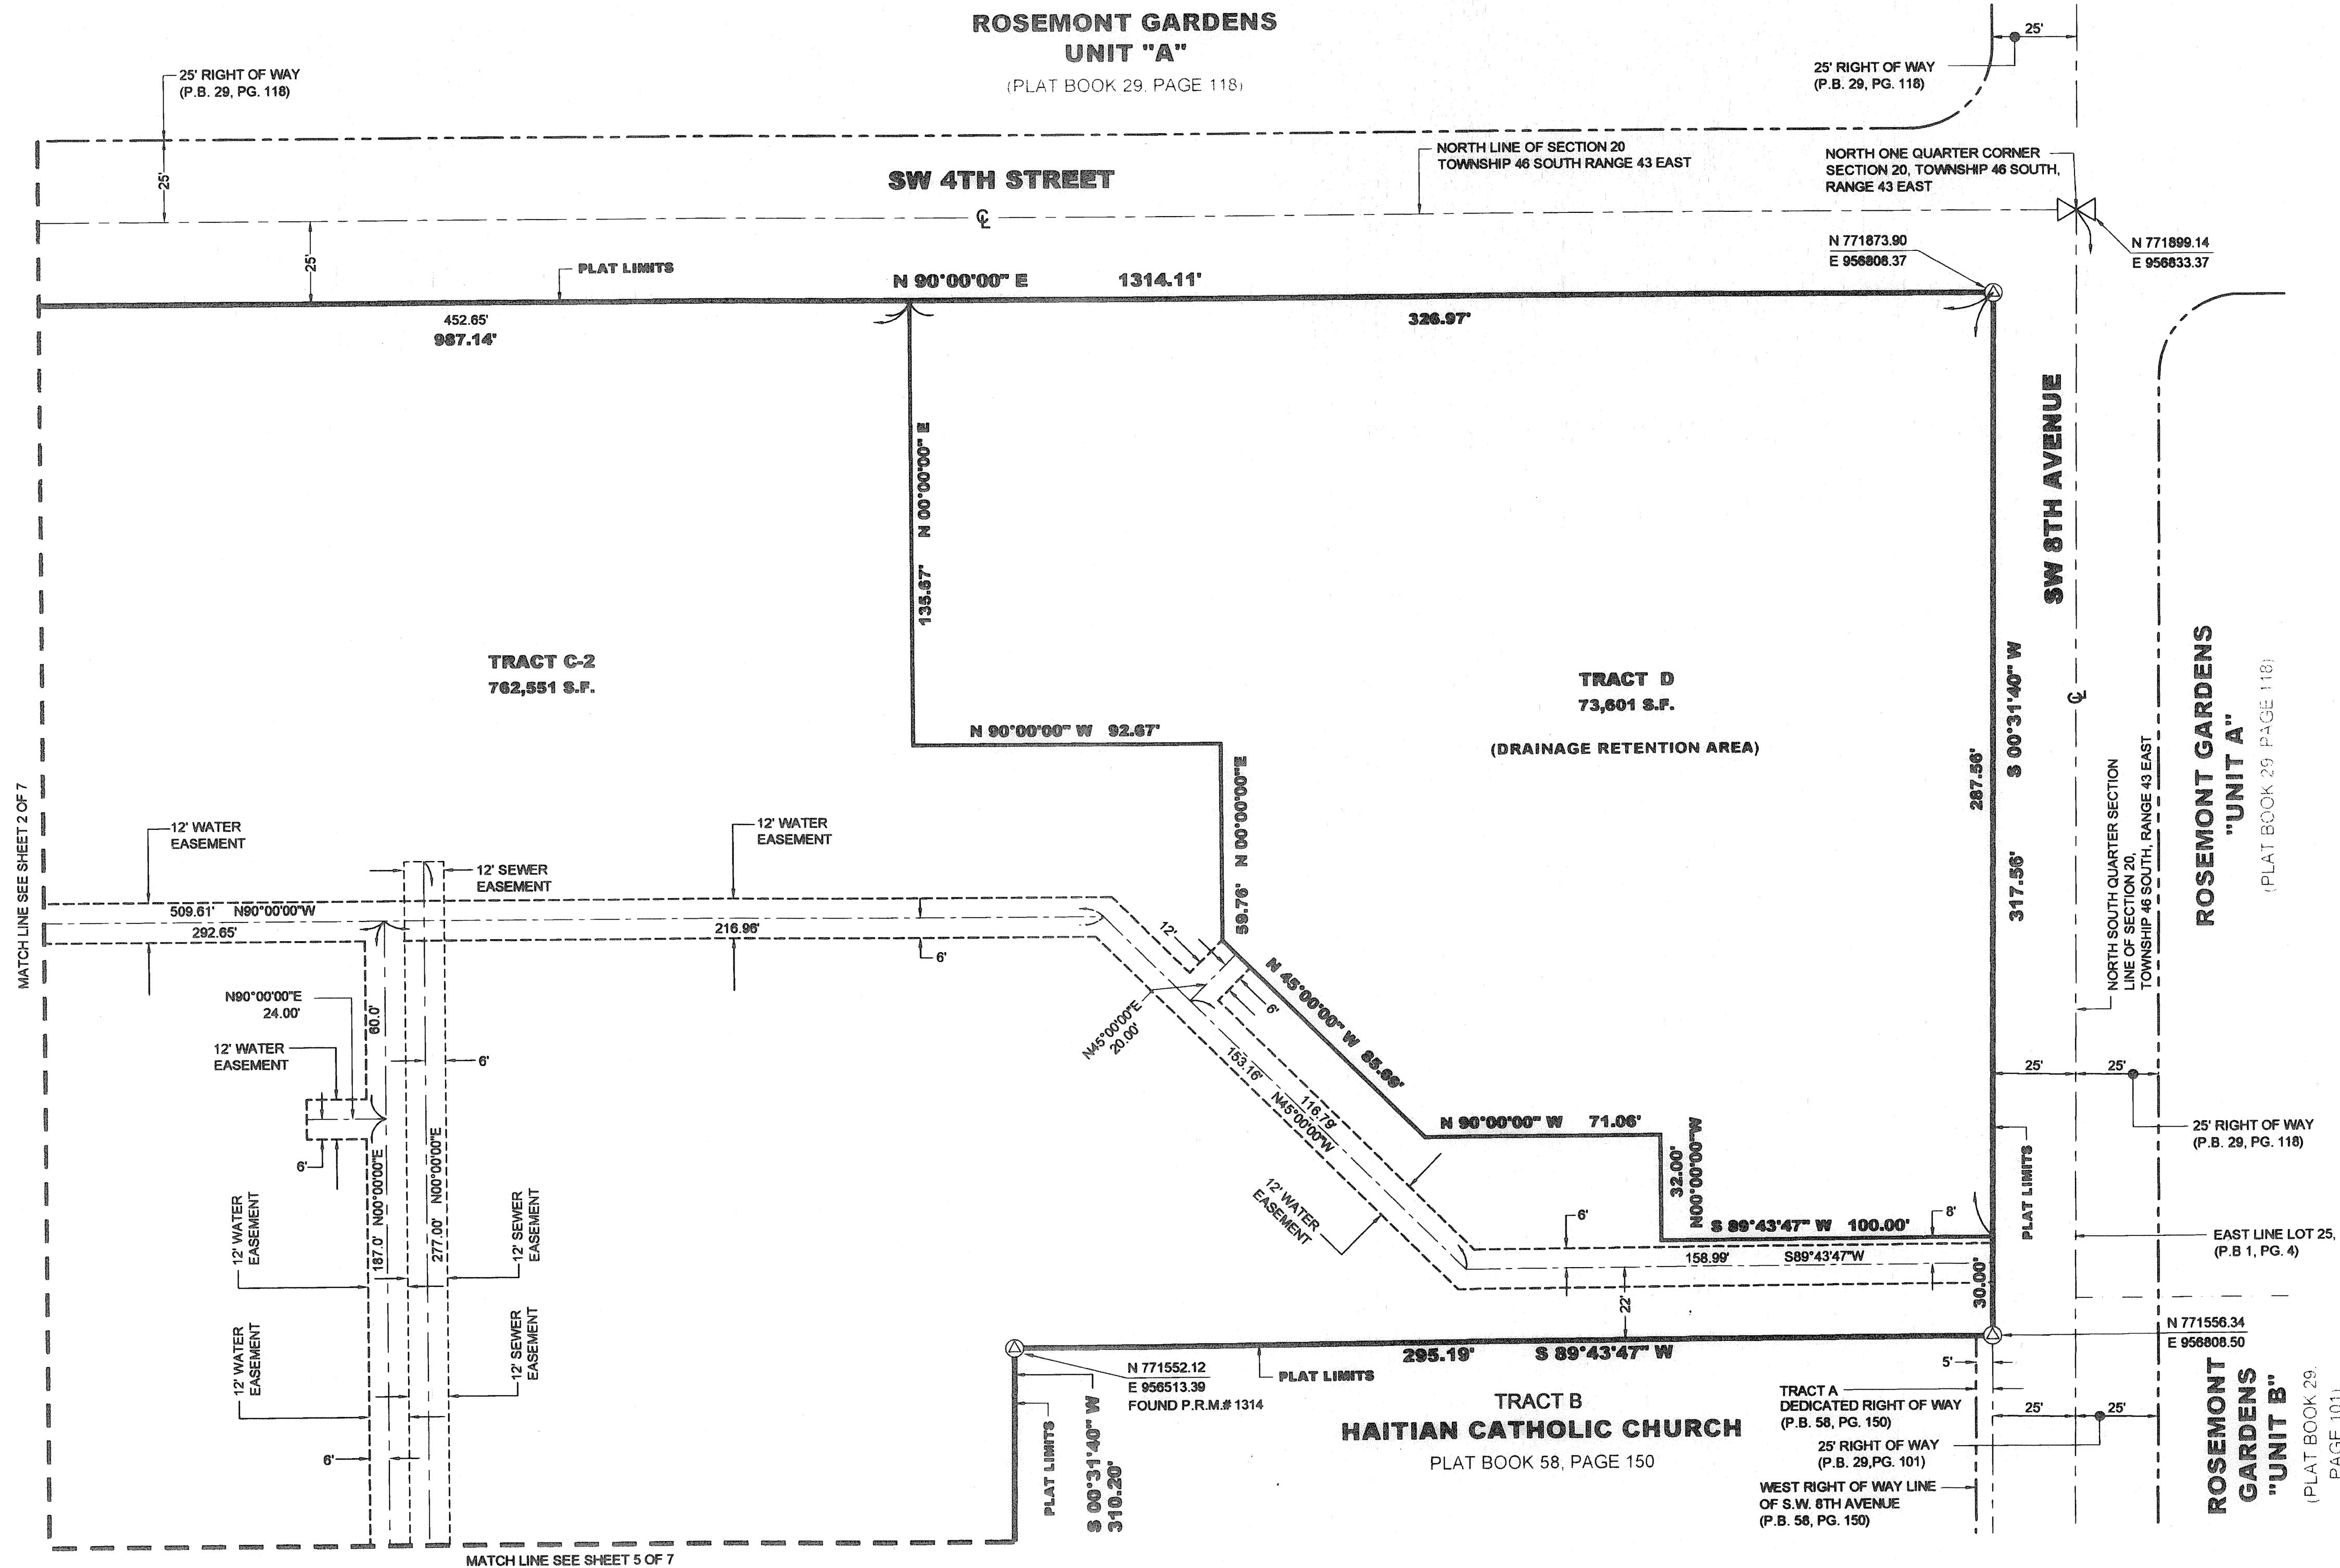 ROSEMONT GARDENS
UNIT "A"
(PLAT BOOK 29, PAGE 118)
25' RIGHT OF WAY
(P.B. 29, PG. 118)
25'
25' RIGHT OF WAY
(P.B. 29, PG. 118)
25'
NORTH LINE OF SECTION 20
TOWNSHIP 46 SOUTH RANGE 43 EAST
NORTH ONE QUARTER CORNER
SECTION 20, TOWNSHIP 46 SOUTH,
RANGE 43 EAST
SW 4TH STREET
25'
PLAT LIMITS
N 90°00'00" E 1314.11'
N 771873.90
E 956808.37
N 771899.14
E 956833.37
452.65'
987.14'
326.97'
135.67' N 00°00'00" E
SW 8TH AVENUE
TRACT C-2
762,551 S.F.
TRACT D
73,601 S.F.
(DRAINAGE RETENTION AREA)
N 90°00'00" W 92.67'
59.76' N 00°00'00"E
287.56'
317.56' S 00°31'40" W
NORTH SOUTH QUARTER SECTION
LINE OF SECTION 20,
TOWNSHIP 46 SOUTH, RANGE 43 EAST
ROSEMONT GARDENS
"UNIT A"
(PLAT BOOK 29 PAGE 118)
MATCH LINE SEE SHEET 2 OF 7
12' WATER
EASEMENT
12' SEWER
EASEMENT
12' WATER
EASEMENT
509.61' N90°00'00"W
292.65'
216.96'
6'
12'
6'
N45°00'00"E
20.00'
N 45°00'00" W 85.66'
153.16'
116.79'
N45°00'00"W
N90°00'00"E
24.00'
60.0'
12' WATER
EASEMENT
6'
6'
187.0' N00°00'00"E
277.00' N00°00'00"E
12' WATER
EASEMENT
12' SEWER
EASEMENT
12' WATER
EASEMENT
12' SEWER
EASEMENT
6'
12' WATER
EASEMENT
N 90°00'00" W 71.06'
32.00'
N00°00'00"W
S 89°43'47" W 100.00'
6'
8'
158.99' S89°43'47"W
22'
30.00'
25'
25'
25' RIGHT OF WAY
(P.B. 29, PG. 118)
PLAT LIMITS
EAST LINE LOT 25,
(P.B 1, PG. 4)
N 771556.34
E 956808.50
295.19' S 89°43'47" W
PLAT LIMITS
N 771552.12
E 956513.39
FOUND P.R.M.# 1314
PLAT LIMITS
S 00°31'40" W
310.20'
TRACT B
HAITIAN CATHOLIC CHURCH
PLAT BOOK 58, PAGE 150
5'
TRACT A
DEDICATED RIGHT OF WAY
(P.B. 58, PG. 150)
25'
25'
25' RIGHT OF WAY
(P.B. 29,PG. 101)
WEST RIGHT OF WAY LINE
OF S.W. 8TH AVENUE
(P.B. 58, PG. 150)
ROSEMONT
GARDENS
"UNIT B"
(PLAT BOOK 29.
PAGE 101)
MATCH LINE SEE SHEET 5 OF 7